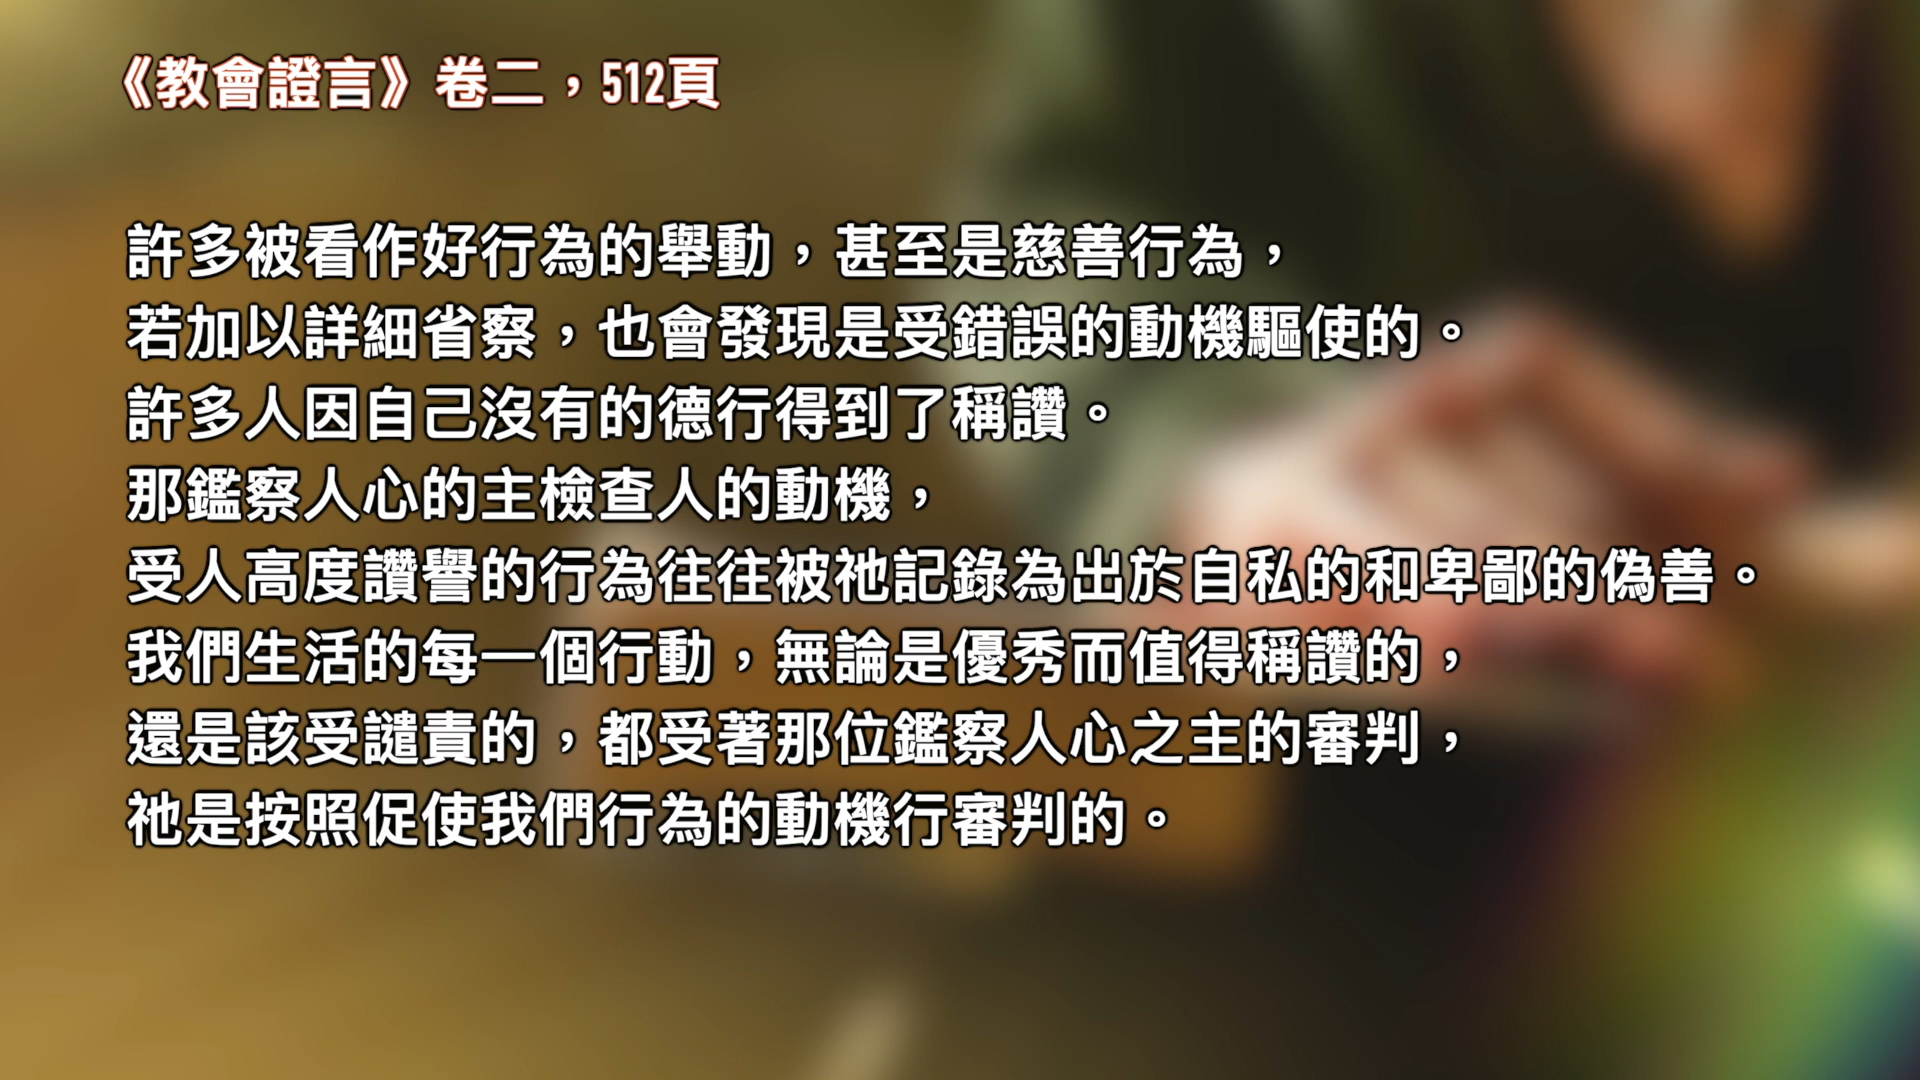 《教會證言》卷二，512頁
許多被看作好行為的舉動，甚至是慈善行為，
若加以詳細省察，也會發現是受錯誤的動機驅使的。
許多人因自己沒有的德行得到了稱讚。
那鑑察人心的主檢查人的動機，
受人高度讚譽的行為往往被祂記錄為出於自私的和卑鄙的偽善。
我們生活的每一個行動，無論是優秀而值得稱讚的，
還是該受譴責的，都受著那位鑑察人心之主的審判，
祂是按照促使我們行為的動機行審判的。